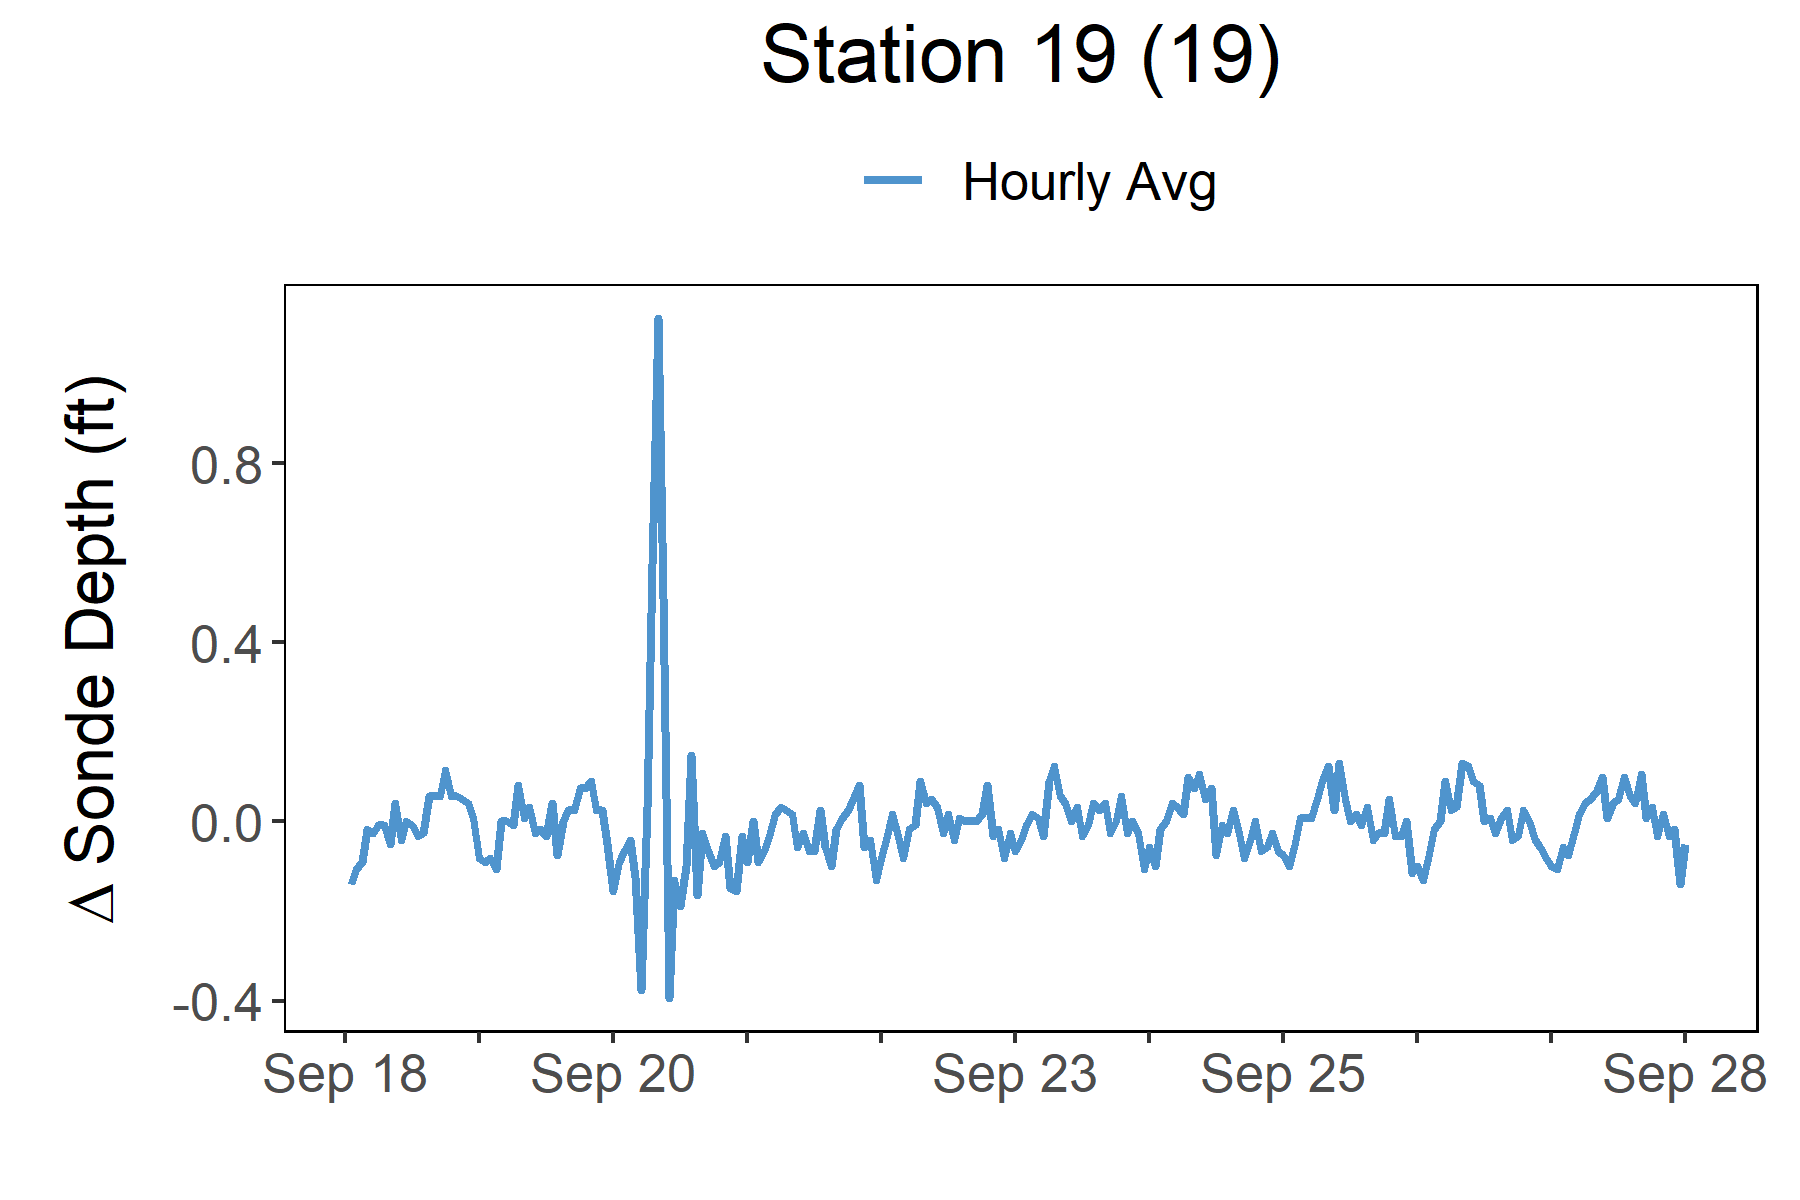 Station 19 (19)
Hourly Avg
Δ Sonde Depth (ft)
0.8
0.4
0.0
-0.4
Sep 18 Sep 20 Sep 23 Sep 25 Sep 28